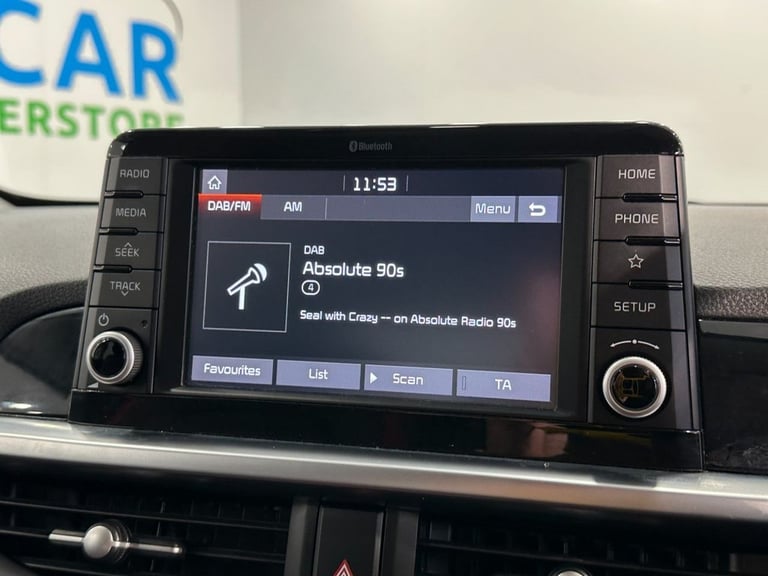 CAR
ERSTORE
Bluetooth
RADIO
MEDIA
SEEK
TRACK
11:53
DAB/FM
AM
Menu
DAB
Absolute 90s
4
Seal with Crazy -- on Absolute Radio 90s
Favourites
List
Scan
TA
HOME
PHONE
SETUP